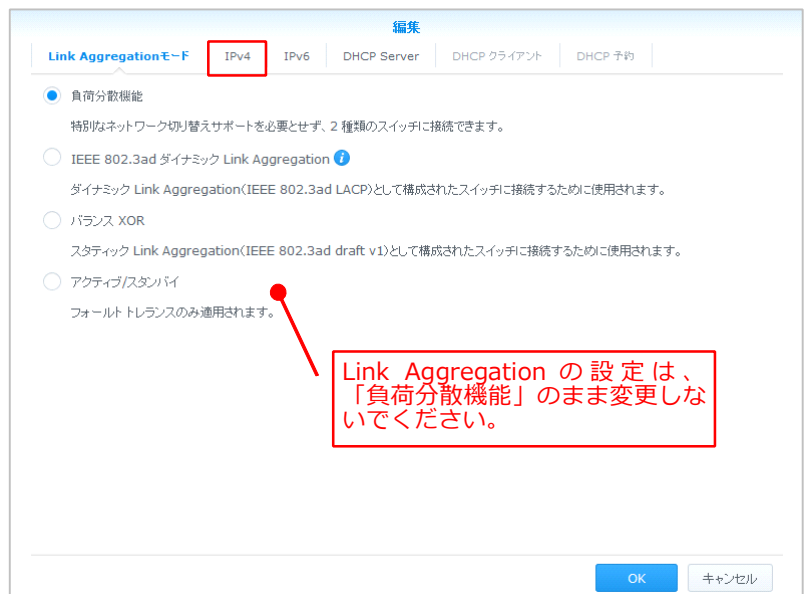 編集
Link Aggregationモード IPv4 IPv6 DHCP Server DHCP クライアント DHCP 予約
負荷分散機能
特別なネットワーク切り替えサポートを必要とせず、2 種類のスイッチに接続できます。
IEEE 802.3ad ダイナミック Link Aggregation i
ダイナミック Link Aggregation(IEEE 802.3ad LACP)として構成されたスイッチに接続するために使用されます。
バランス XOR
スタティック Link Aggregation(IEEE 802.3ad draft v1)として構成されたスイッチに接続するために使用されます。
アクティブ/スタンバイ
フォールト トレランスのみ適用されます。
Link Aggregation の設定は、
「負荷分散機能」のまま変更しな
いでください。
OK キャンセル